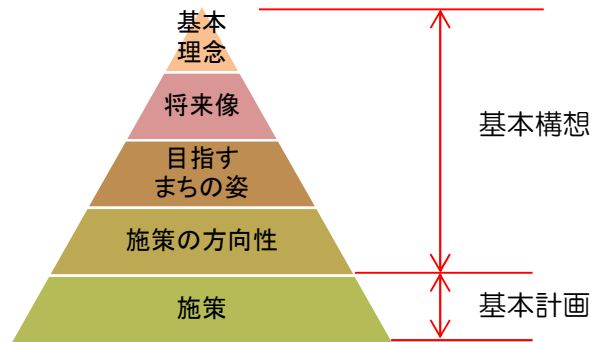 基本
理念
将来像
目指す
まちの姿
施策の方向性
施策
基本構想
基本計画